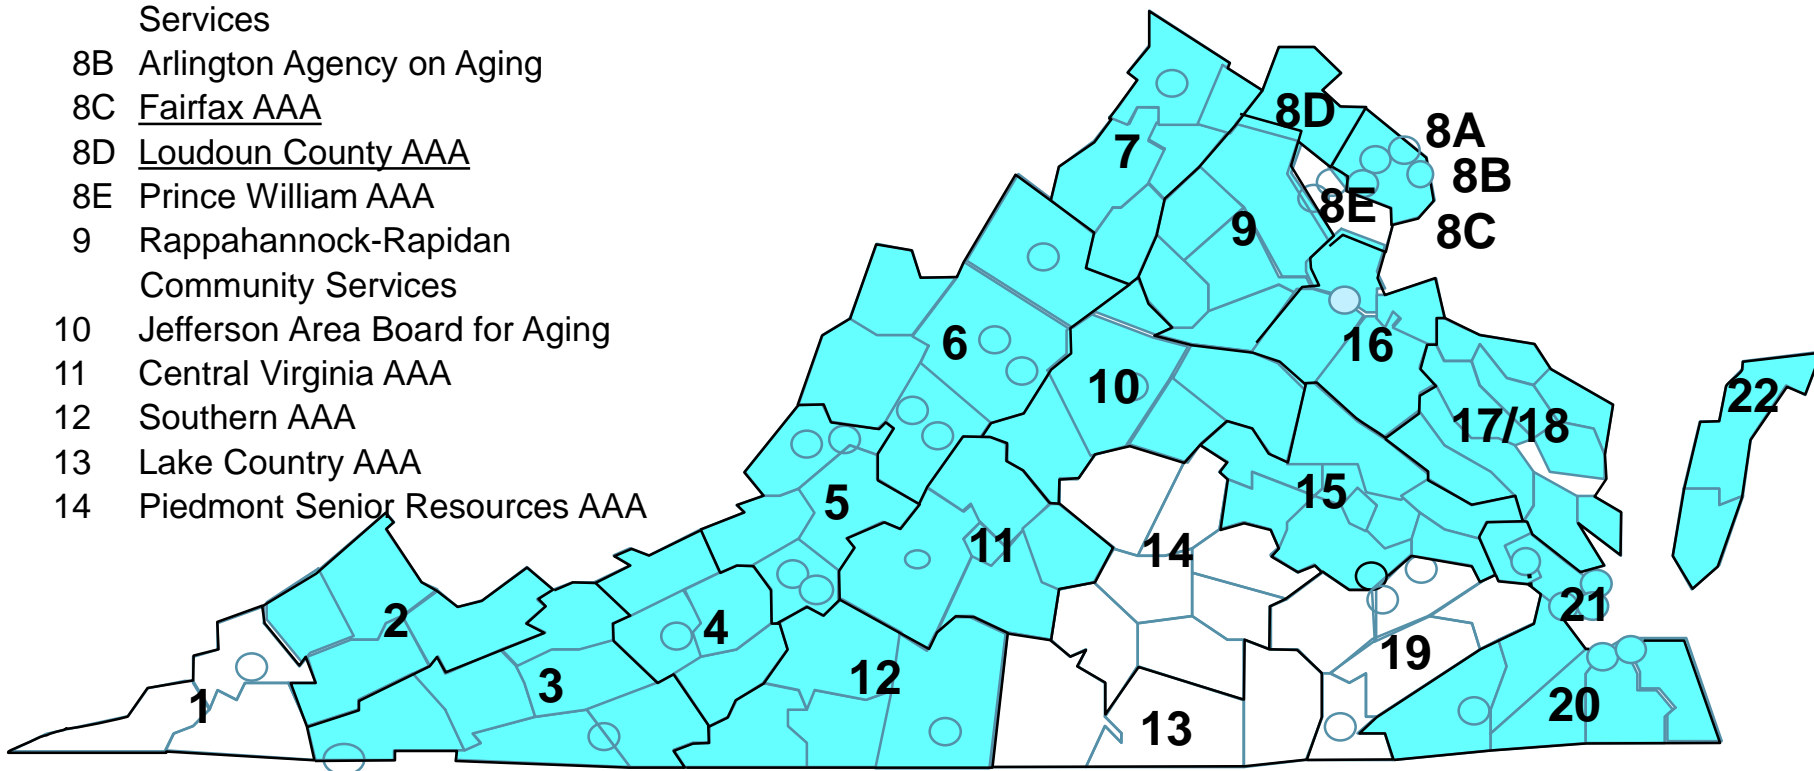 Services
8B Arlington Agency on Aging
8C Fairfax AAA
8D Loudoun County AAA
8E Prince William AAA
9 Rappahannock-Rapidan
Community Services
10 Jefferson Area Board for Aging
11 Central Virginia AAA
12 Southern AAA
13 Lake Country AAA
14 Piedmont Senior Resources AAA
8D
8A
7
8B
8E
9
8C
6
16
10
22
17/18
5
15
11
14
2
4
21
19
3
12
1
20
13